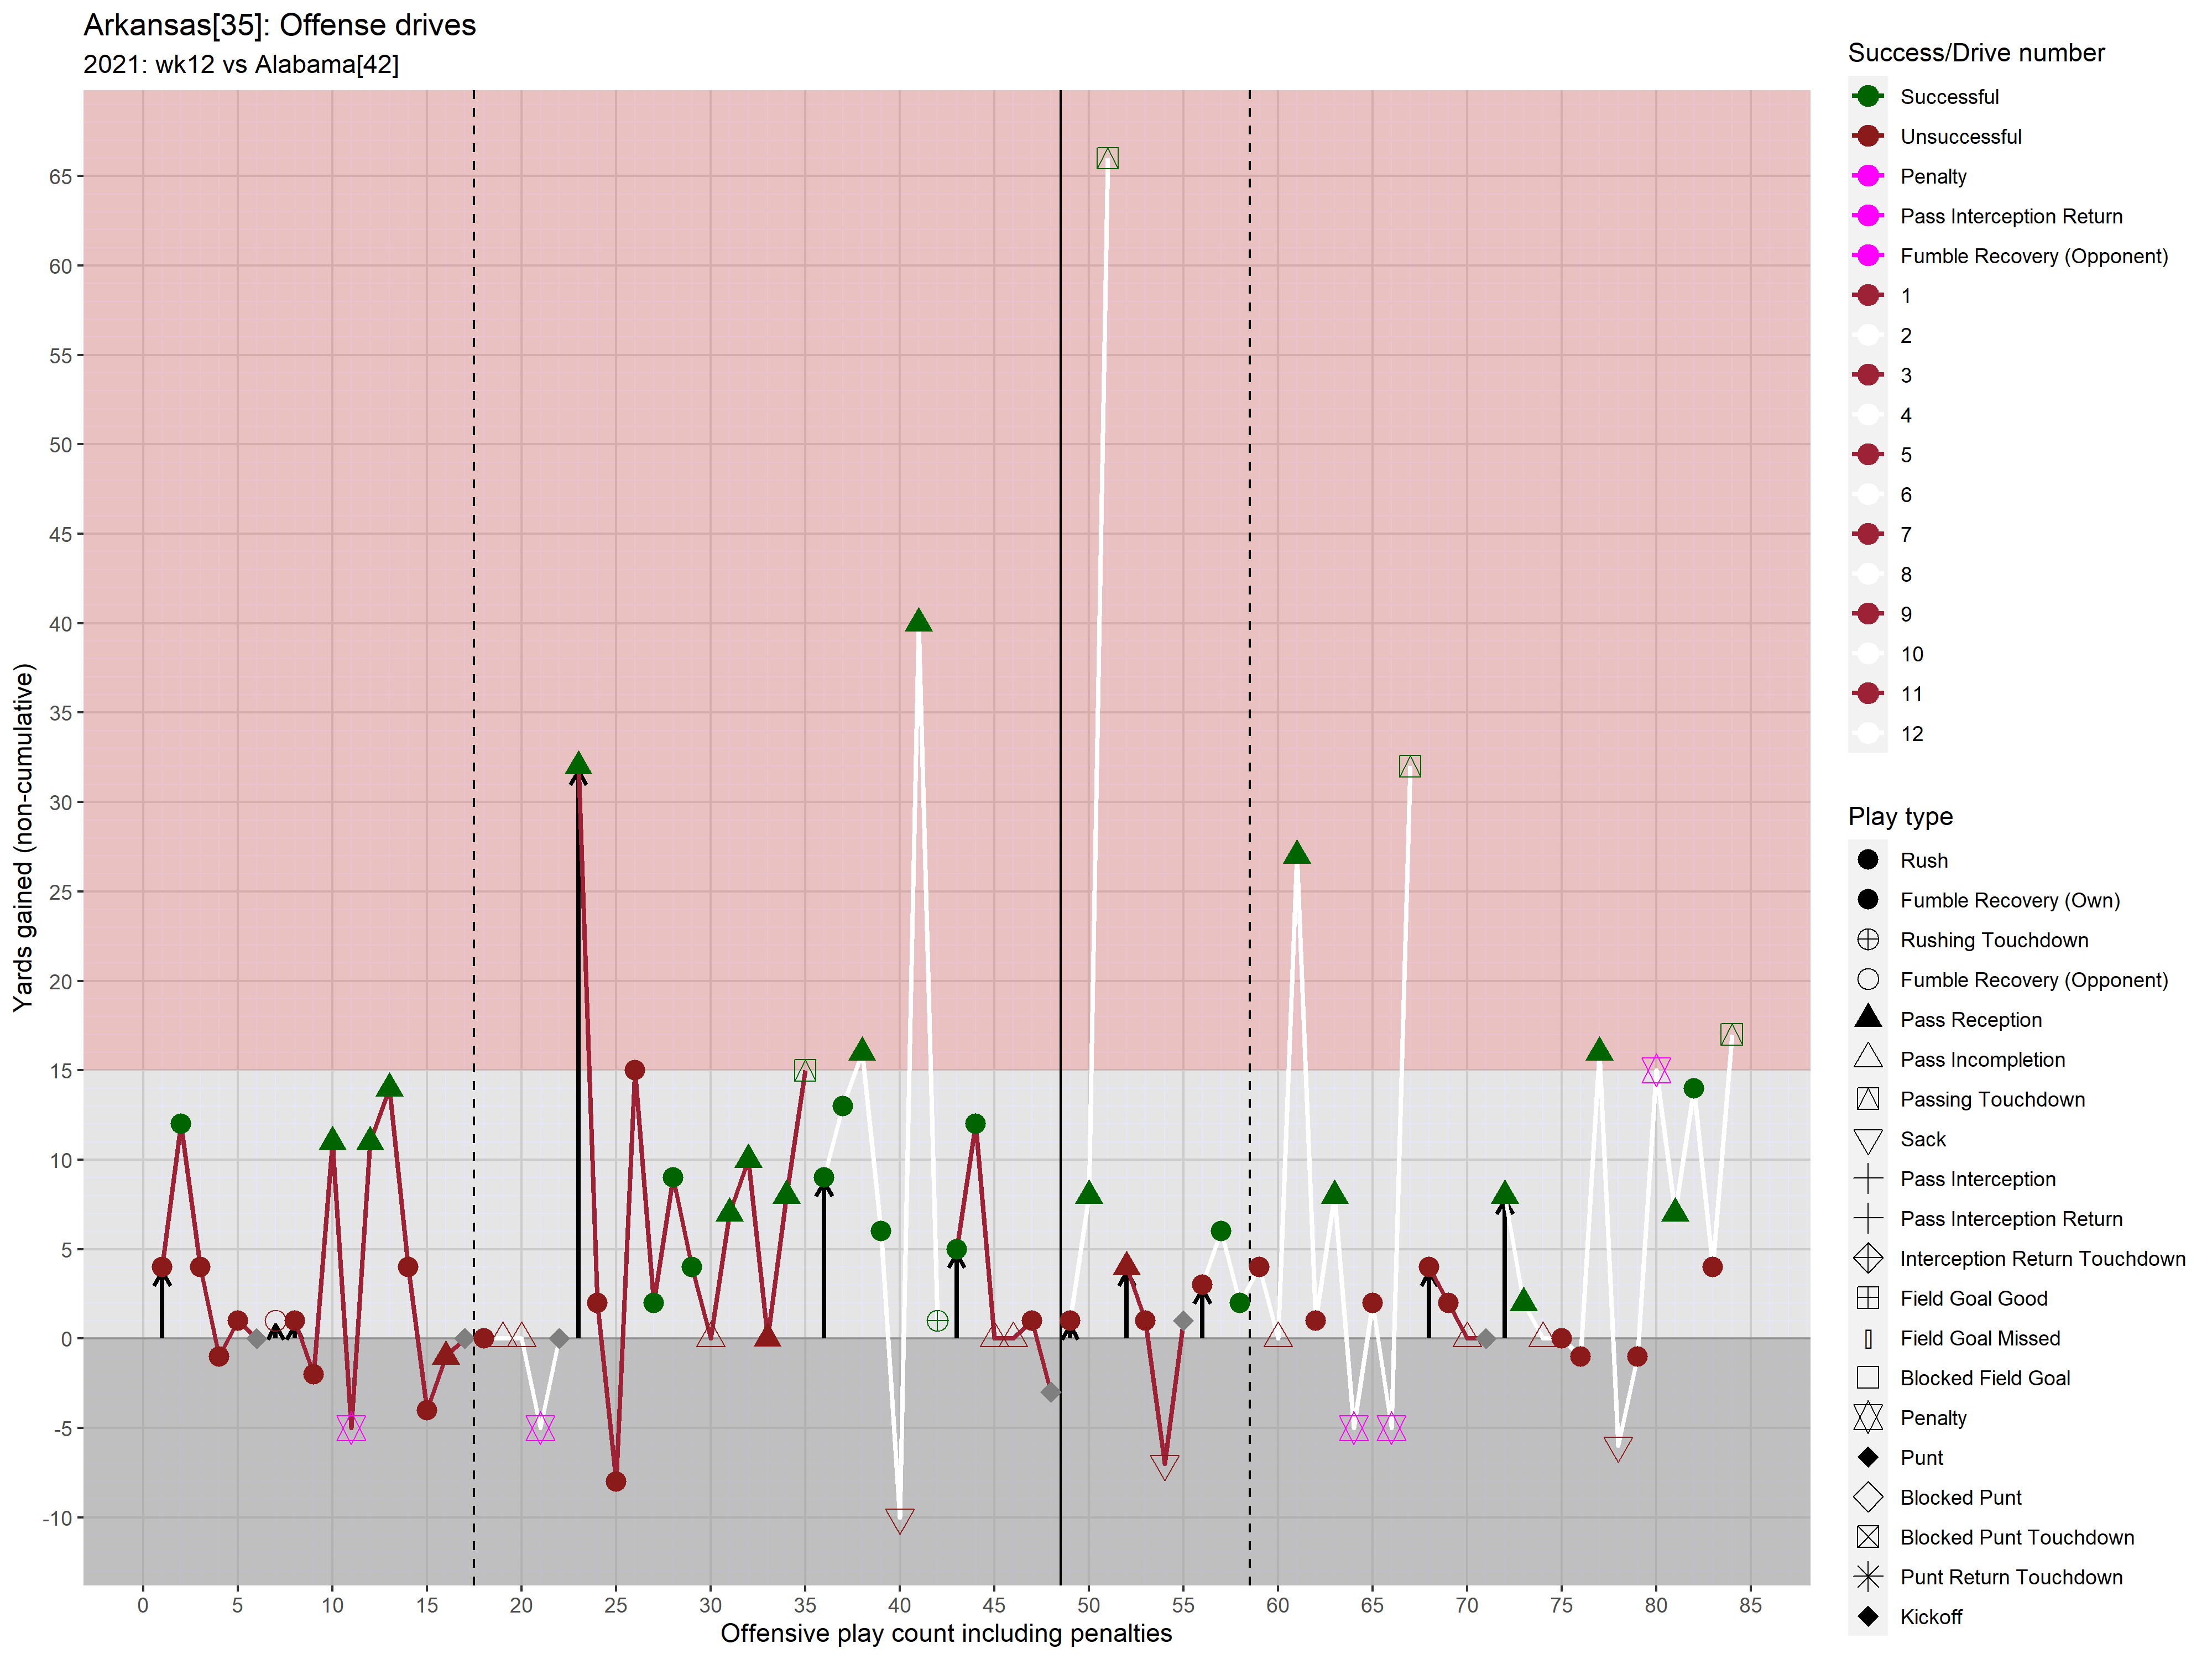 Arkansas[35]: Offense drives
2021: wk12 vs Alabama[42]
Yards gained (non-cumulative)
65
60
55
50
45
40
35
30
25
20
15
10
5
0
-5
-10
0 5 10 15 20 25 30 35 40 45 50 55 60 65 70 75 80 85
Offensive play count including penalties
Success/Drive number
Successful
Unsuccessful
Penalty
Pass Interception Return
Fumble Recovery (Opponent)
1
2
3
4
5
6
7
8
9
10
11
12
Play type
Rush
Fumble Recovery (Own)
Rushing Touchdown
Fumble Recovery (Opponent)
Pass Reception
Pass Incompletion
Passing Touchdown
Sack
Pass Interception
Pass Interception Return
Interception Return Touchdown
Field Goal Good
Field Goal Missed
Blocked Field Goal
Penalty
Punt
Blocked Punt
Blocked Punt Touchdown
Punt Return Touchdown
Kickoff